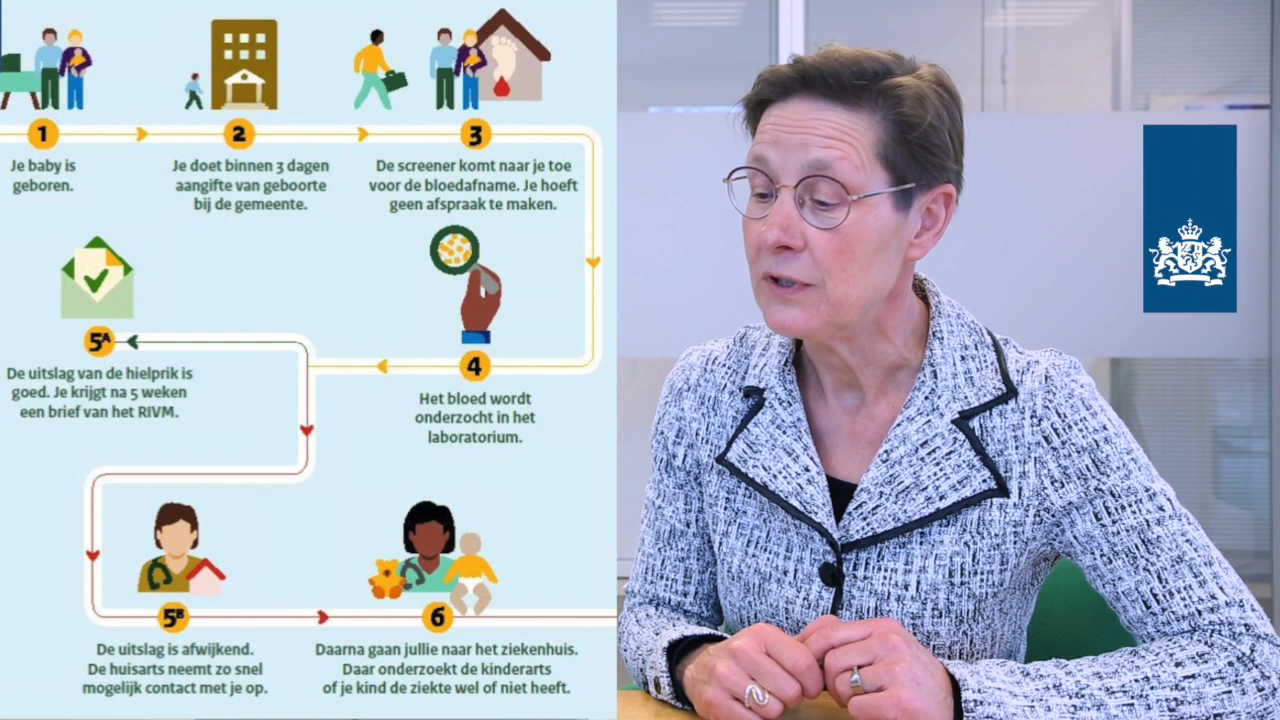 1
Je baby is
geboren.
2
Je doet binnen 3 dagen
aangifte van geboorte
bij de gemeente.
3
De screener komt naar je toe
voor de bloedafname. Je hoeft
geen afspraak te maken.
4
Het bloed wordt
onderzocht in het
laboratorium.
5A
De uitslag van de hielprik is
goed. Je krijgt na 5 weken
een brief van het RIVM.
5B
De uitslag is afwijkend.
De huisarts neemt zo snel
mogelijk contact met je op.
6
Daarna gaan jullie naar het ziekenhuis.
Daar onderzoekt de kinderarts
of je kind de ziekte wel of niet heeft.